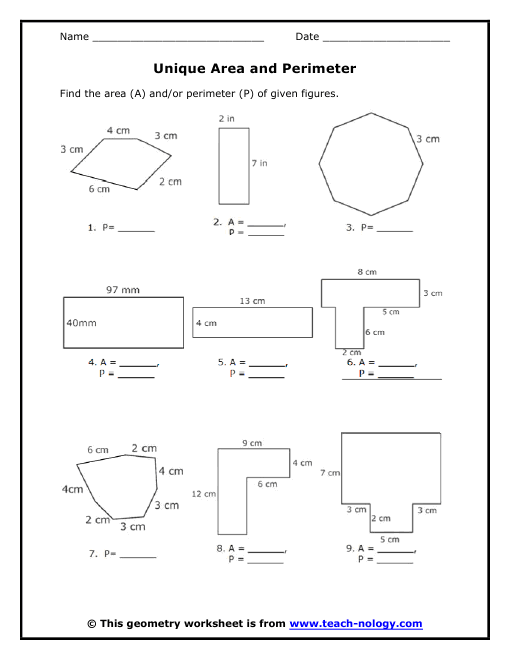 Name ____________________________ Date _____________________
Unique Area and Perimeter
Find the area (A) and/or perimeter (P) of given figures.
4 cm
3 cm
3 cm
6 cm
2 cm
1. P= _______
2 in
7 in
2. A = _______,
P = _______
3 cm
3. P= _______
97 mm
40mm
4. A = _______,
P = _______
13 cm
4 cm
5. A = _______,
P = _______
8 cm
3 cm
5 cm
6 cm
2 cm
6. A = _______,
P = _______
6 cm
2 cm
4 cm
4cm
3 cm
2 cm
3 cm
7. P= _______
9 cm
4 cm
6 cm
12 cm
8. A = _______,
P = _______
7 cm
3 cm
3 cm
2 cm
5 cm
9. A = _______,
P = _______
© This geometry worksheet is from www.teach-nology.com